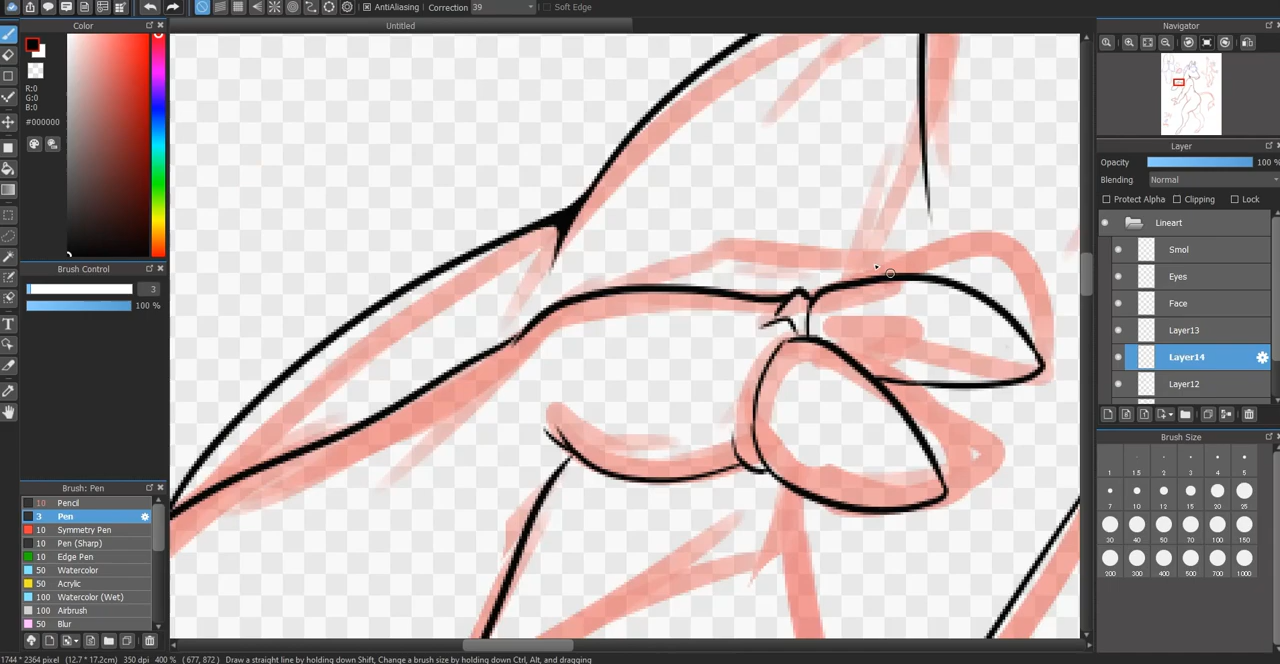 AntiAliasing Correction 39 Soft Edge
Untitled
Color
R:0
G:0
B:0
#000000
Brush Control
3
100 %
Brush: Pen
10 Pencil
3 Pen
10 Symmetry Pen
10 Pen (Sharp)
10 Edge Pen
50 Watercolor
50 Acrylic
100 Watercolor (Wet)
100 Airbrush
50 Blur
Navigator
Layer
Opacity 100 %
Blending Normal
Protect Alpha Clipping Lock
Lineart
Smol
Eyes
Face
Layer13
Layer14
Layer12
Brush Size
1 1.5 2 3 4 5
7 10 12 15 20 25
30 40 50 70 100 150
200 300 400 500 700 1000
1744 * 2364 pixel (12.7 * 17.2cm) 350 dpi 400 % ( 677, 872 ) Draw a straight line by holding down Shift, Change a brush size by holding down Ctrl, Alt, and dragging